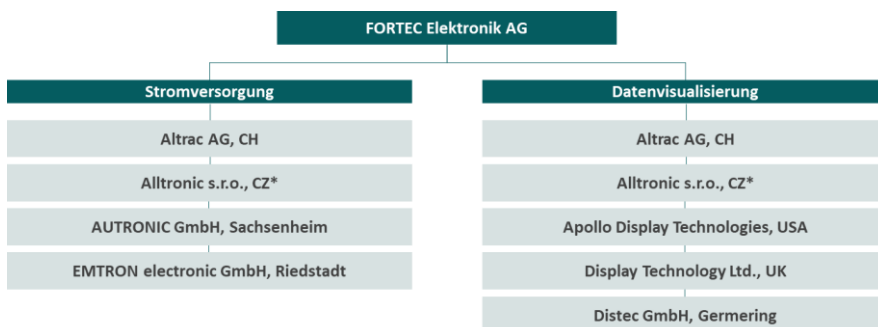 FORTEC Elektronik AG
Stromversorgung
Altrac AG, CH
Alltronic s.r.o., CZ*
AUTRONIC GmbH, Sachsenheim
EMTRON electronic GmbH, Riedstadt
Datenvisualisierung
Altrac AG, CH
Alltronic s.r.o., CZ*
Apollo Display Technologies, USA
Display Technology Ltd., UK
Distec GmbH, Germering